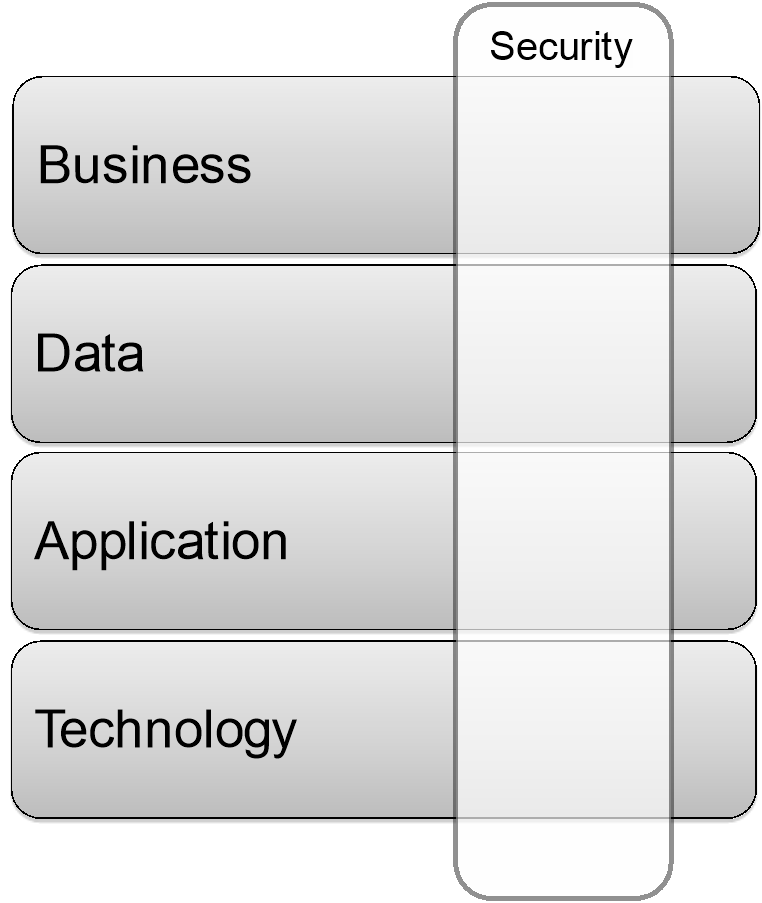 Security
Business
Data
Application
Technology